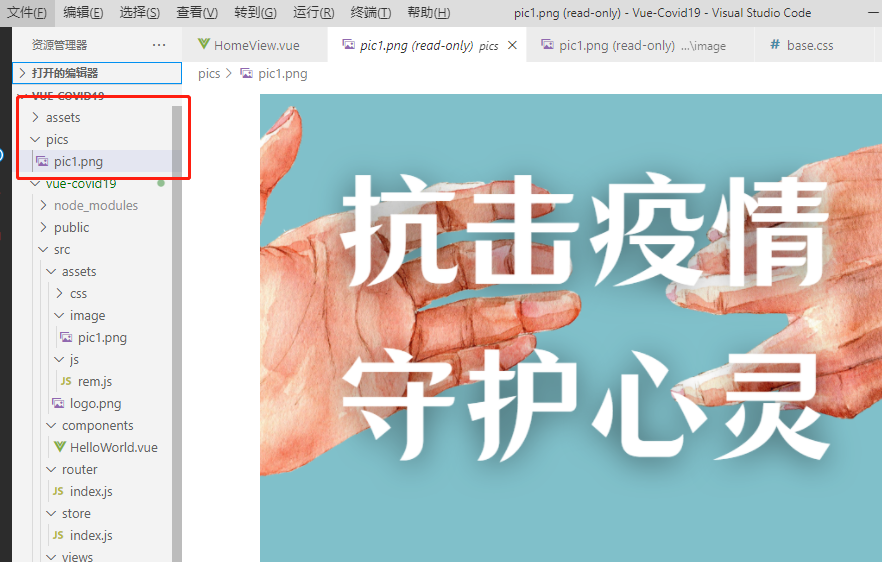 文件(F) 编辑(E) 选择(S) 查看(V) 转到(G) 运行(R) 终端(T) 帮助(H) pic1.png (read-only) - Vue-Covid19 - Visual Studio Code
资源管理器 ···
HomeView.vue
pic1.png (read-only) pics
pic1.png (read-only) ...\image
# base.css
打开的编辑器
pics > pic1.png
VUE-COVID19
assets
pics
pic1.png
vue-covid19
node_modules
public
src
assets
css
image
pic1.png
js
JS rem.js
logo.png
components
HelloWorld.vue
router
JS index.js
store
JS index.js
views
抗击疫情
守护心灵